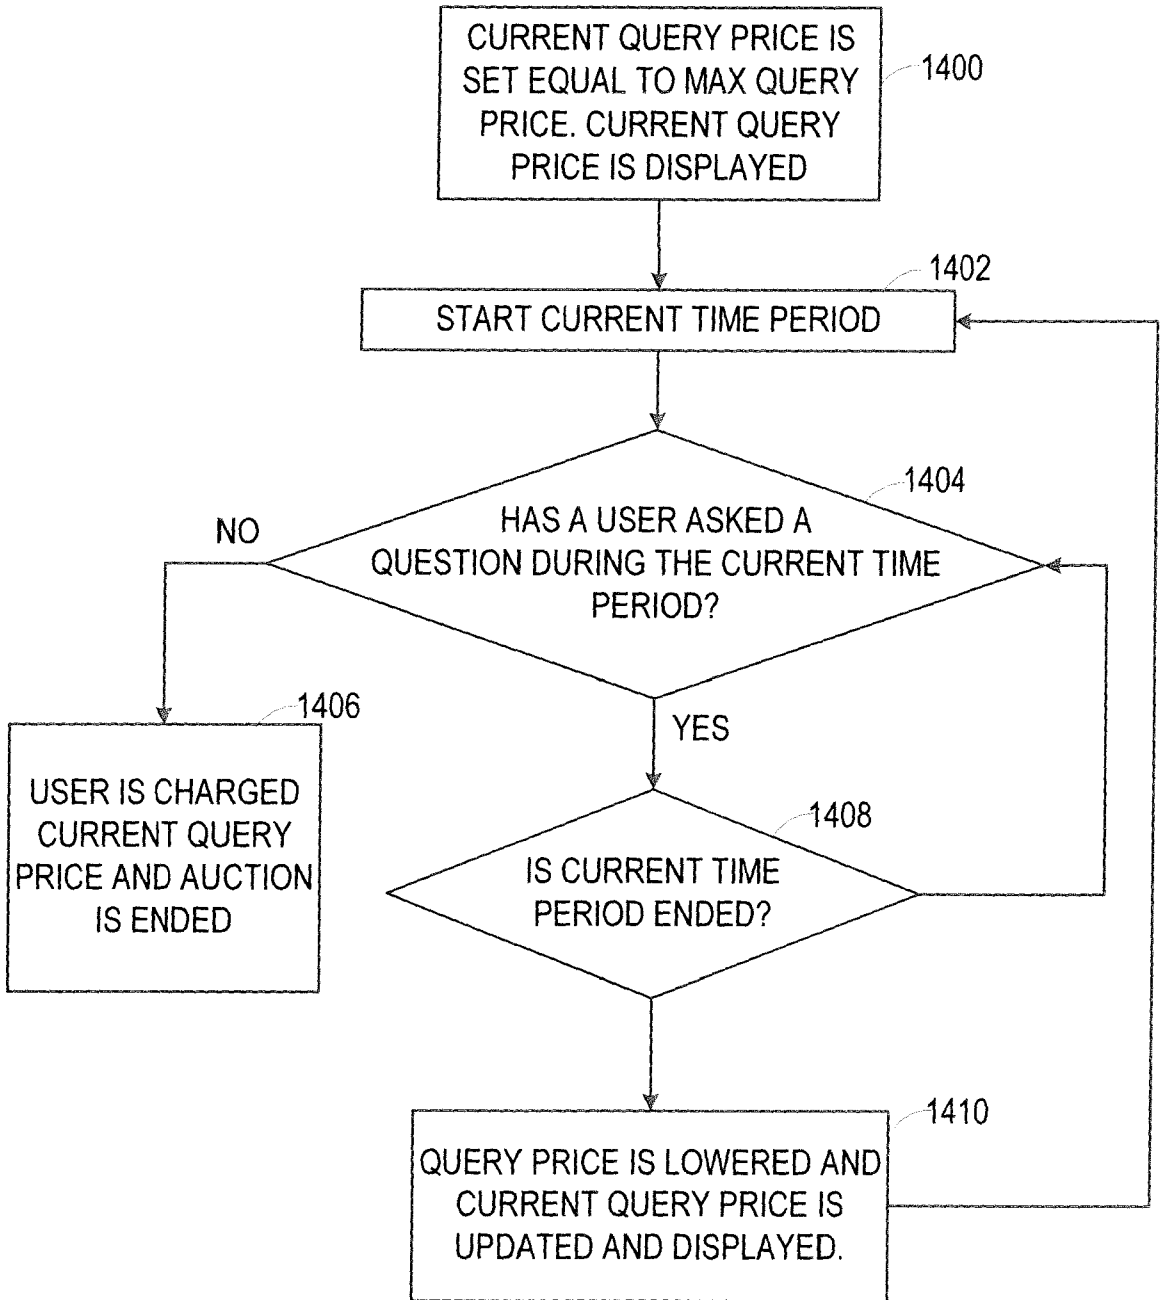 CURRENT QUERY PRICE IS
SET EQUAL TO MAX QUERY
PRICE. CURRENT QUERY
PRICE IS DISPLAYED
1400
1402
START CURRENT TIME PERIOD
1404
HAS A USER ASKED A
QUESTION DURING THE CURRENT TIME
PERIOD?
NO
YES
1406
USER IS CHARGED
CURRENT QUERY
PRICE AND AUCTION
IS ENDED
1408
IS CURRENT TIME
PERIOD ENDED?
1410
QUERY PRICE IS LOWERED AND
CURRENT QUERY PRICE IS
UPDATED AND DISPLAYED.